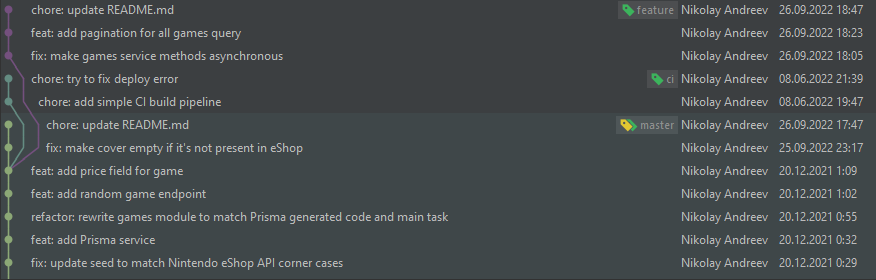 chore: update README.md feature Nikolay Andreev 26.09.2022 18:47
feat: add pagination for all games query Nikolay Andreev 26.09.2022 18:23
fix: make games service methods asynchronous Nikolay Andreev 26.09.2022 18:05
chore: try to fix deploy error ci Nikolay Andreev 08.06.2022 21:39
chore: add simple CI build pipeline Nikolay Andreev 08.06.2022 19:47
chore: update README.md master Nikolay Andreev 26.09.2022 17:47
fix: make cover empty if it's not present in eShop Nikolay Andreev 25.09.2022 23:17
feat: add price field for game Nikolay Andreev 20.12.2021 1:09
feat: add random game endpoint Nikolay Andreev 20.12.2021 1:02
refactor: rewrite games module to match Prisma generated code and main task Nikolay Andreev 20.12.2021 0:55
feat: add Prisma service Nikolay Andreev 20.12.2021 0:32
fix: update seed to match Nintendo eShop API corner cases Nikolay Andreev 20.12.2021 0:29